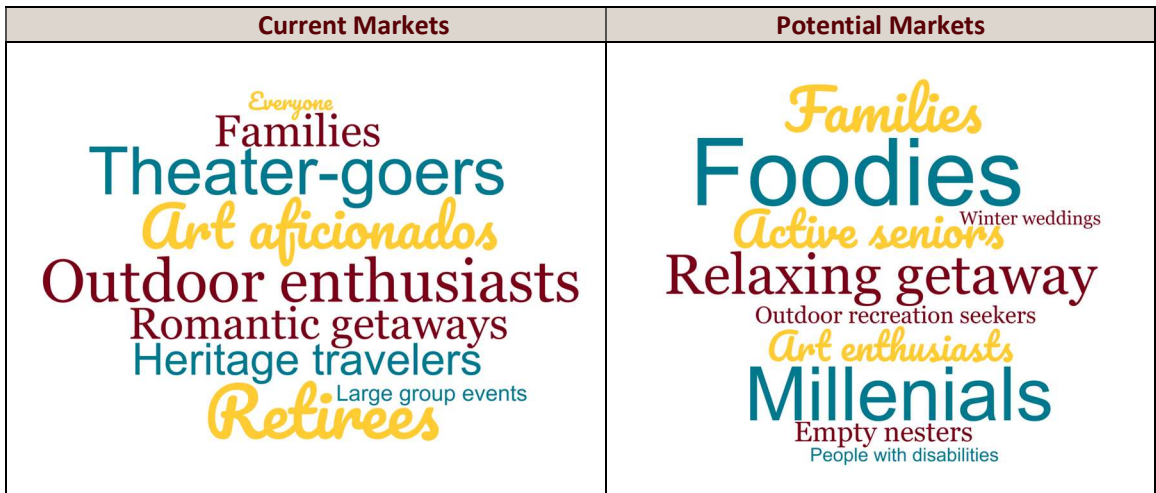 Current Markets
Potential Markets
Everyone
Families
Theater-goers
Art aficionados
Outdoor enthusiasts
Romantic getaways
Heritage travelers
Large group events
Retirees
Families
Foodies
Winter weddings
Active seniors
Relaxing getaway
Outdoor recreation seekers
Art enthusiasts
Millenials
Empty nesters
People with disabilities